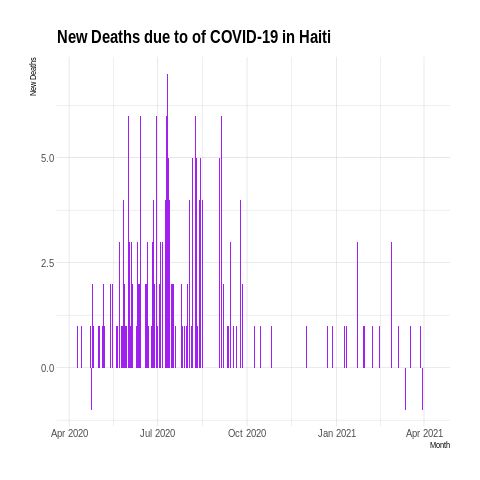 New Deaths due to of COVID-19 in Haiti
New Deaths
5.0
2.5
0.0
Apr 2020 Jul 2020 Oct 2020 Jan 2021 Apr 2021
Month